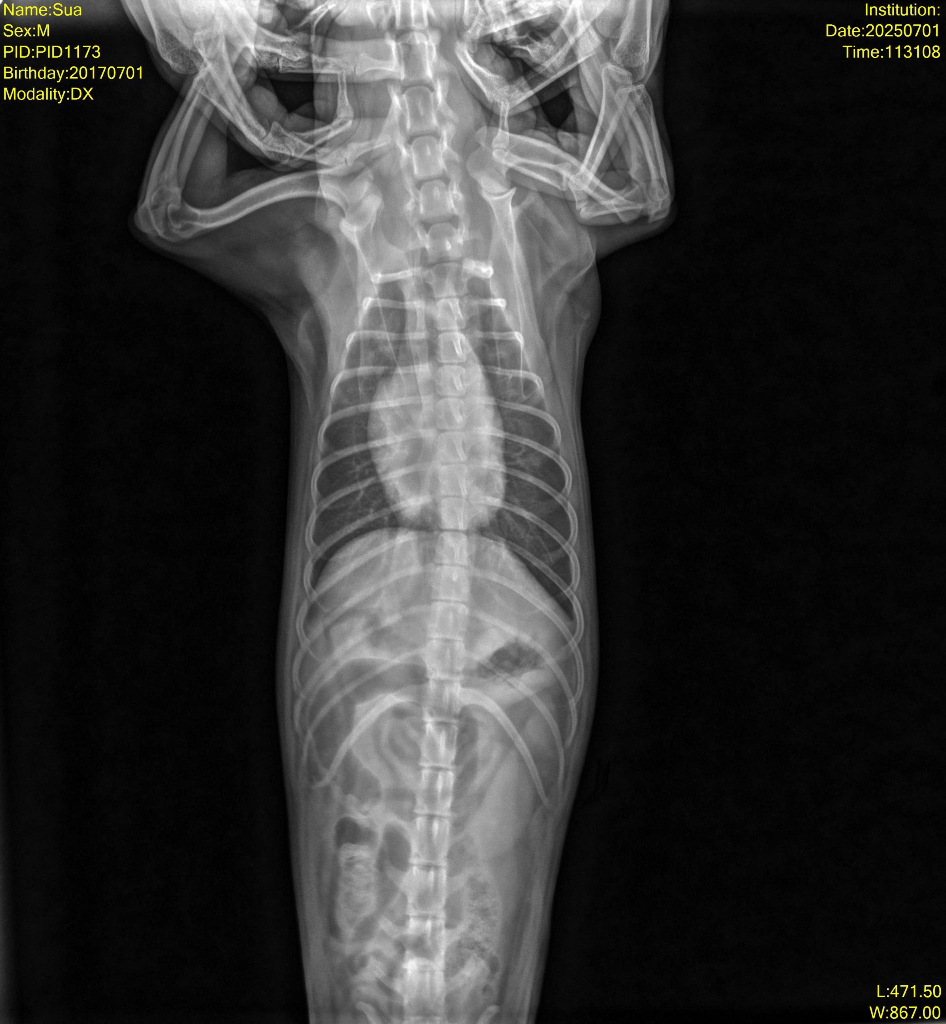 Name:Sua
Sex:M
PID:PID1173
Birthday:20170701
Modality:DX
Institution:
Date:20250701
Time:113108
L:471.50
W:867.00